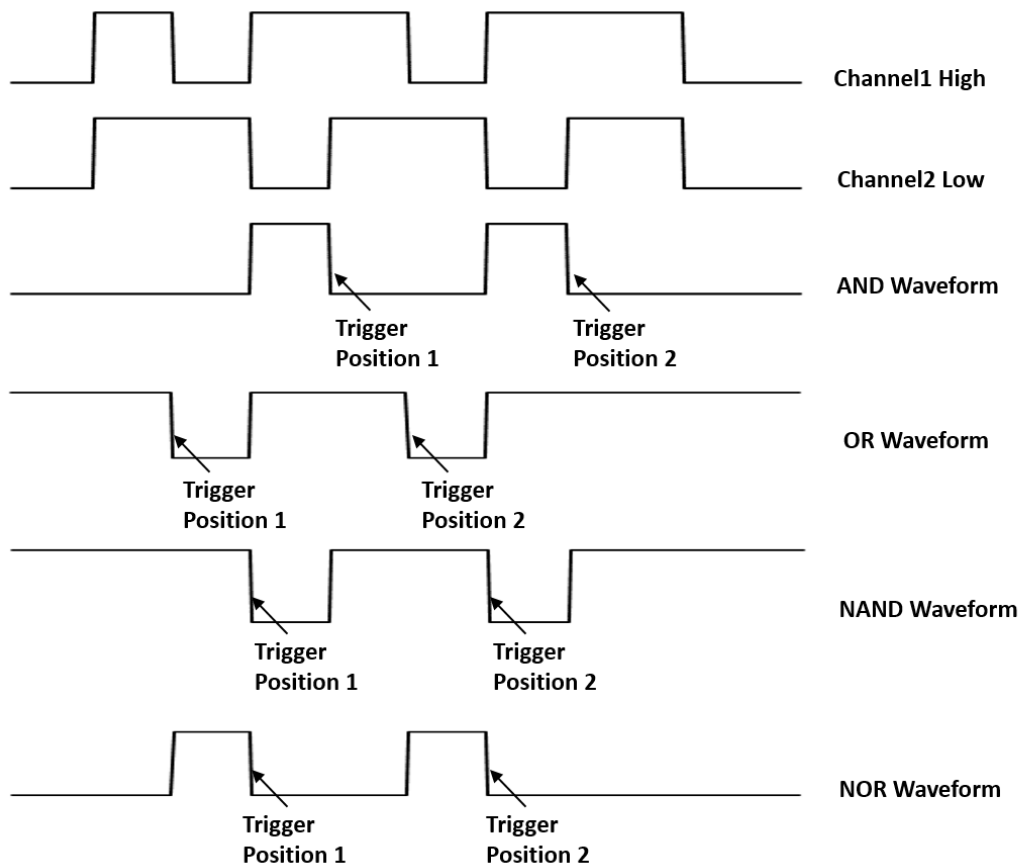 Channel1 High
Channel2 Low
AND Waveform
Trigger
Position 1
Trigger
Position 2
OR Waveform
Trigger
Position 1
Trigger
Position 2
NAND Waveform
Trigger
Position 1
Trigger
Position 2
NOR Waveform
Trigger
Position 1
Trigger
Position 2